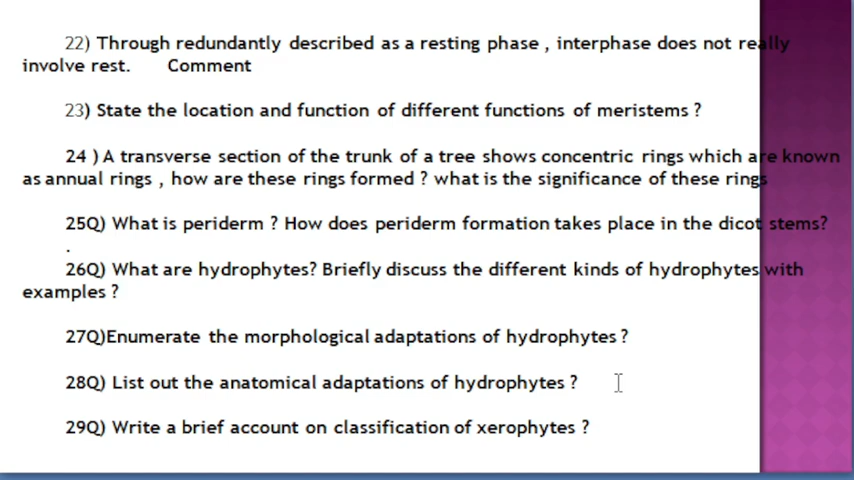 22) Through redundantly described as a resting phase , interphase does not really
involve rest. Comment
23) State the location and function of different functions of meristems ?
24 ) A transverse section of the trunk of a tree shows concentric rings which are known
as annual rings , how are these rings formed ? what is the significance of these rings
25Q) What is periderm ? How does periderm formation takes place in the dicot stems?
.
26Q) What are hydrophytes? Briefly discuss the different kinds of hydrophytes with
examples ?
27Q)Enumerate the morphological adaptations of hydrophytes ?
28Q) List out the anatomical adaptations of hydrophytes ?
29Q) Write a brief account on classification of xerophytes ?